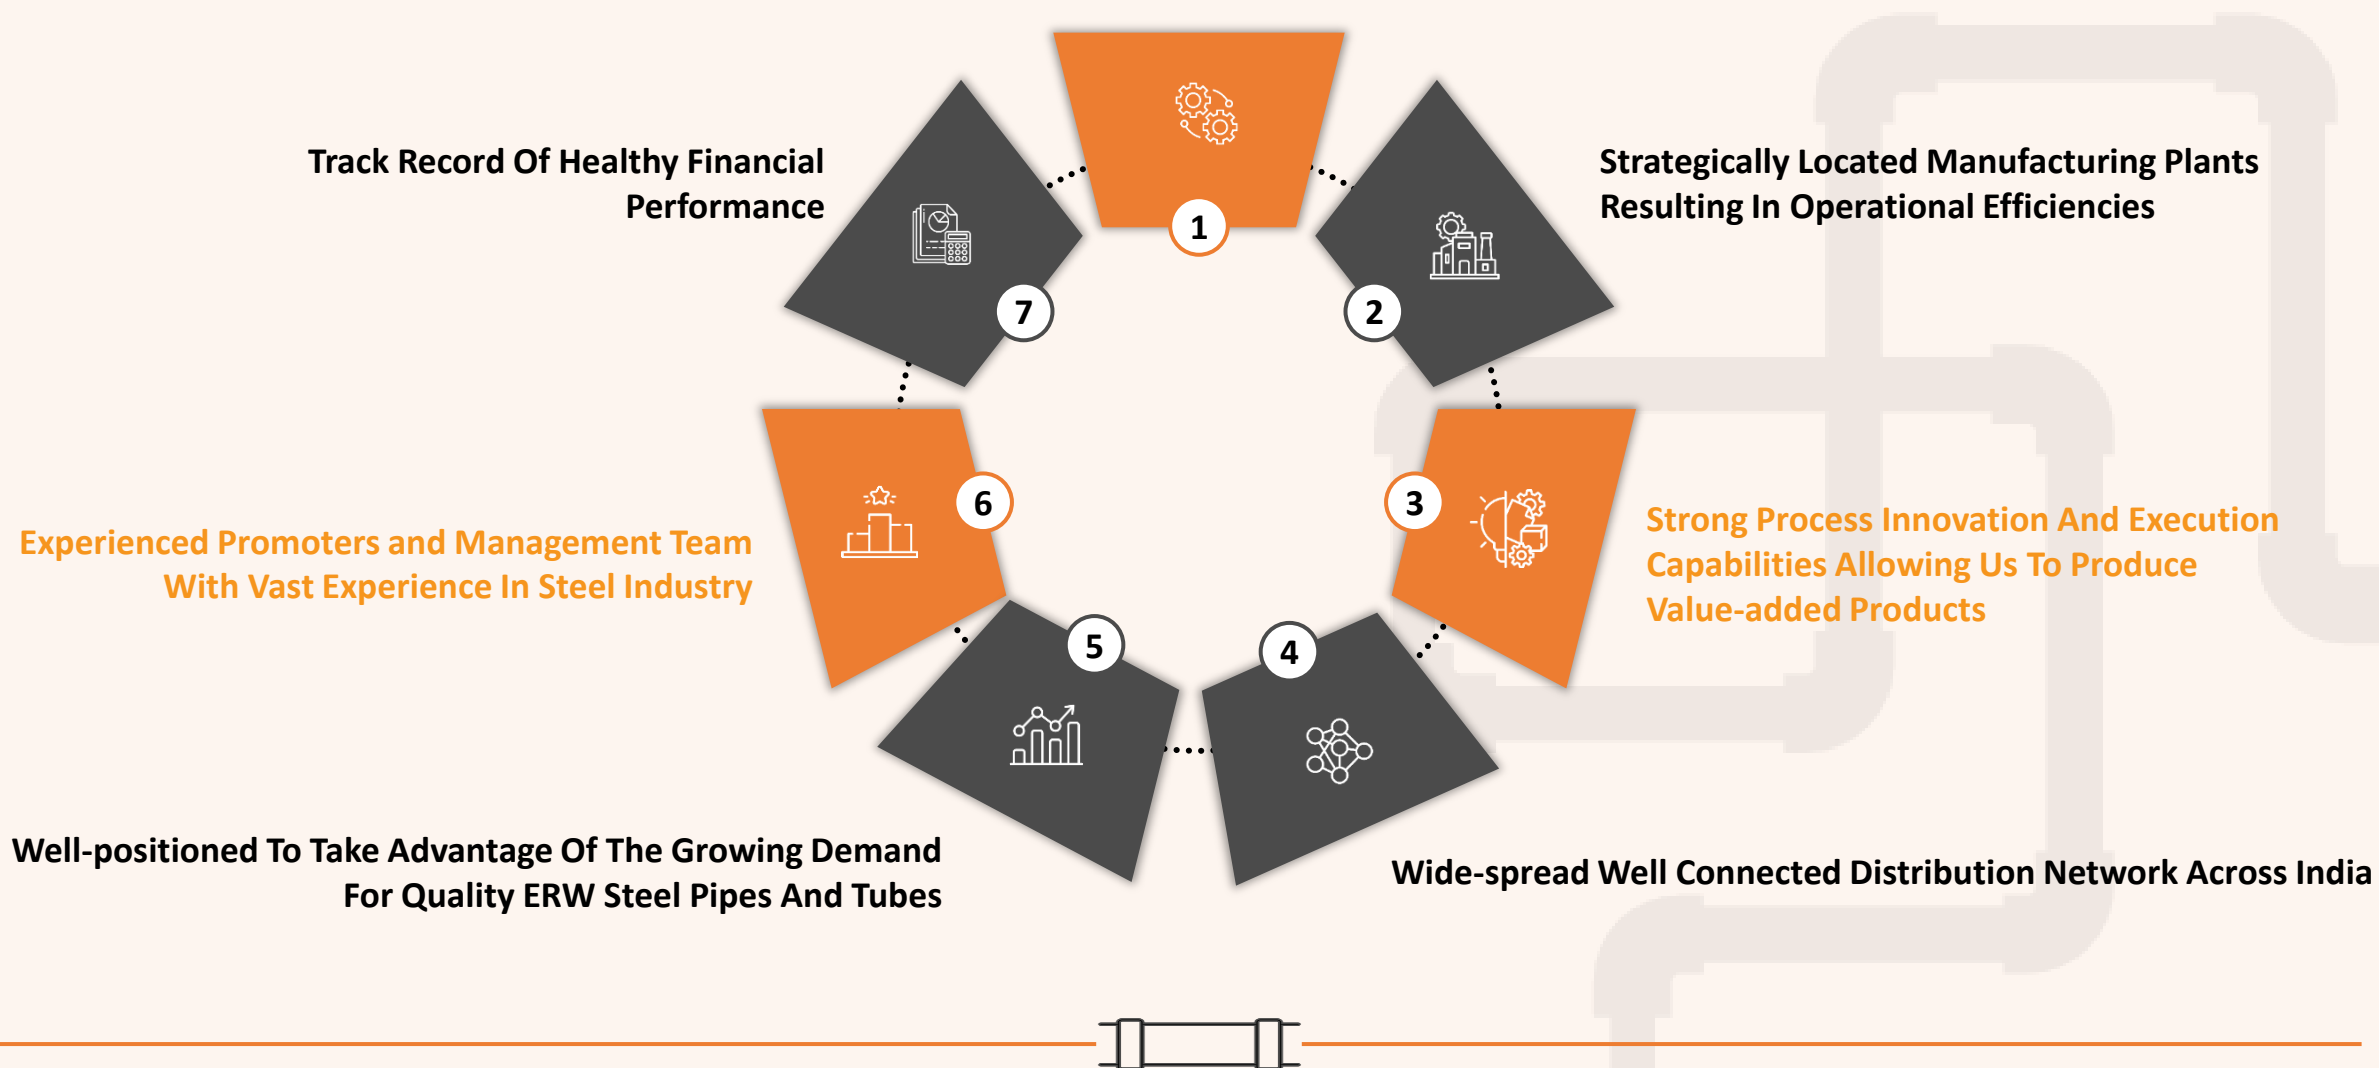 1
2
Strategically Located Manufacturing Plants
Resulting In Operational Efficiencies
3
Strong Process Innovation And Execution
Capabilities Allowing Us To Produce
Value-added Products
4
Wide-spread Well Connected Distribution Network Across India
5
Well-positioned To Take Advantage Of The Growing Demand
For Quality ERW Steel Pipes And Tubes
6
Experienced Promoters and Management Team
With Vast Experience In Steel Industry
7
Track Record Of Healthy Financial
Performance